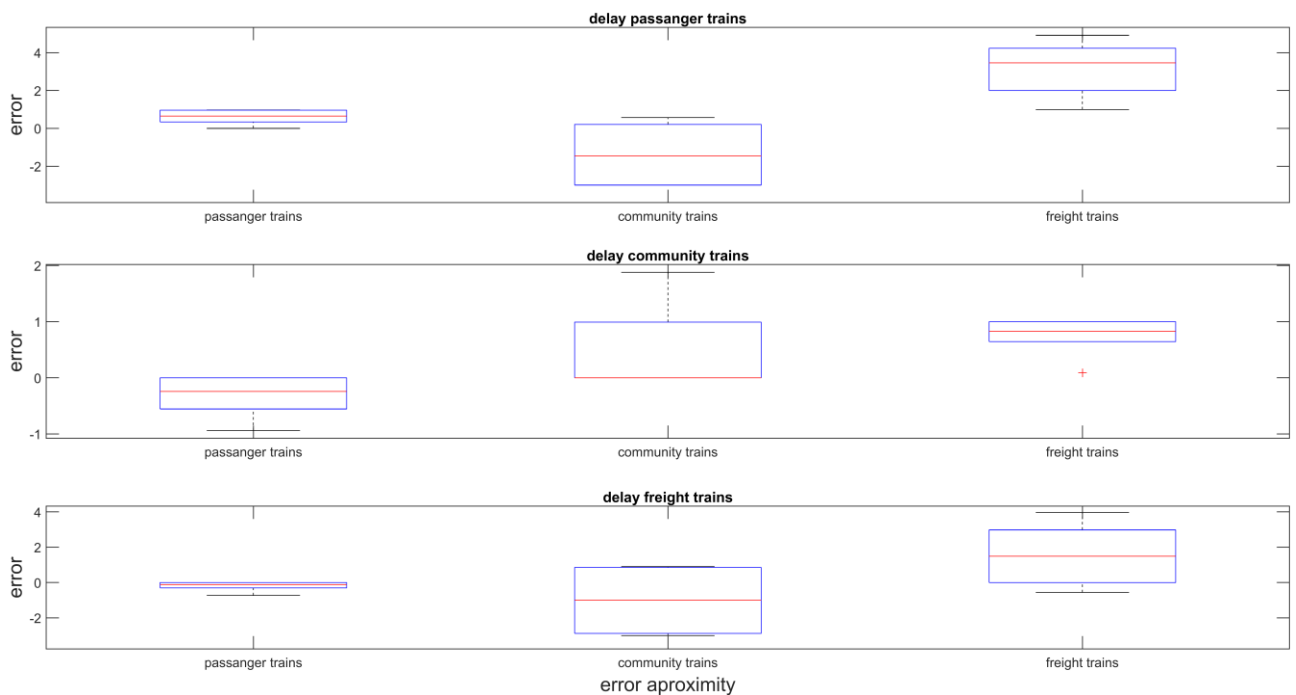 delay passanger trains
4
2
0
-2
error
passanger trains community trains freight trains
delay community trains
2
1
0
-1
error
passanger trains community trains freight trains
delay freight trains
4
2
0
-2
error
passanger trains community trains freight trains
error aproximity